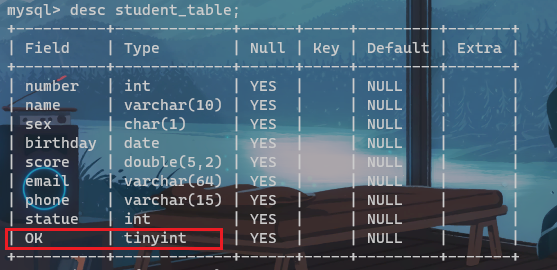 mysql> desc student_table;
+----------+-------------+------+-----+---------+-------+
| Field    | Type        | Null | Key | Default | Extra |
+----------+-------------+------+-----+---------+-------+
| number   | int         | YES  |     | NULL    |       |
| name     | varchar(10) | YES  |     | NULL    |       |
| sex      | char(1)     | YES  |     | NULL    |       |
| birthday | date        | YES  |     | NULL    |       |
| score    | double(5,2) | YES  |     | NULL    |       |
| email    | varchar(64) | YES  |     | NULL    |       |
| phone    | varchar(15) | YES  |     | NULL    |       |
| statue   | int         | YES  |     | NULL    |       |
| OK       | tinyint     | YES  |     | NULL    |       |
+----------+-------------+------+-----+---------+-------+